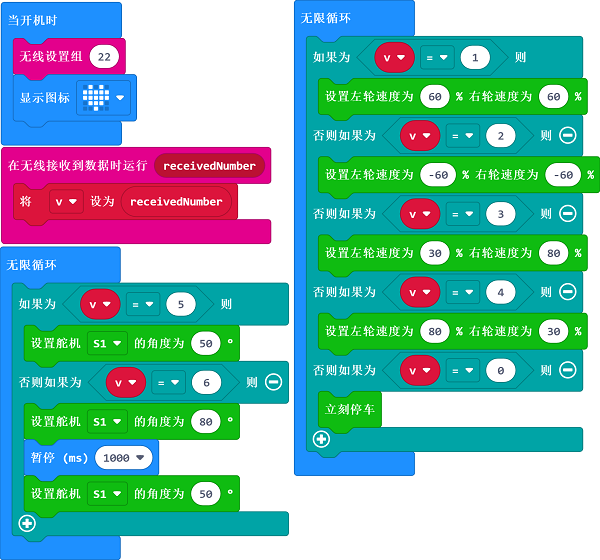 当开机时
无线设置组 22
显示图标
在无线接收到数据时运行 receivedNumber
将 v 设为 receivedNumber
无限循环
如果为 v = 5 则
设置舵机 S1 的角度为 50 °
否则如果为 v = 6 则
设置舵机 S1 的角度为 80 °
暂停 (ms) 1000
设置舵机 S1 的角度为 50 °
无限循环
如果为 v = 1 则
设置左轮速度为 60 % 右轮速度为 60 %
否则如果为 v = 2 则
设置左轮速度为 -60 % 右轮速度为 -60 %
否则如果为 v = 3 则
设置左轮速度为 30 % 右轮速度为 80 %
否则如果为 v = 4 则
设置左轮速度为 80 % 右轮速度为 30 %
否则如果为 v = 0 则
立刻停车